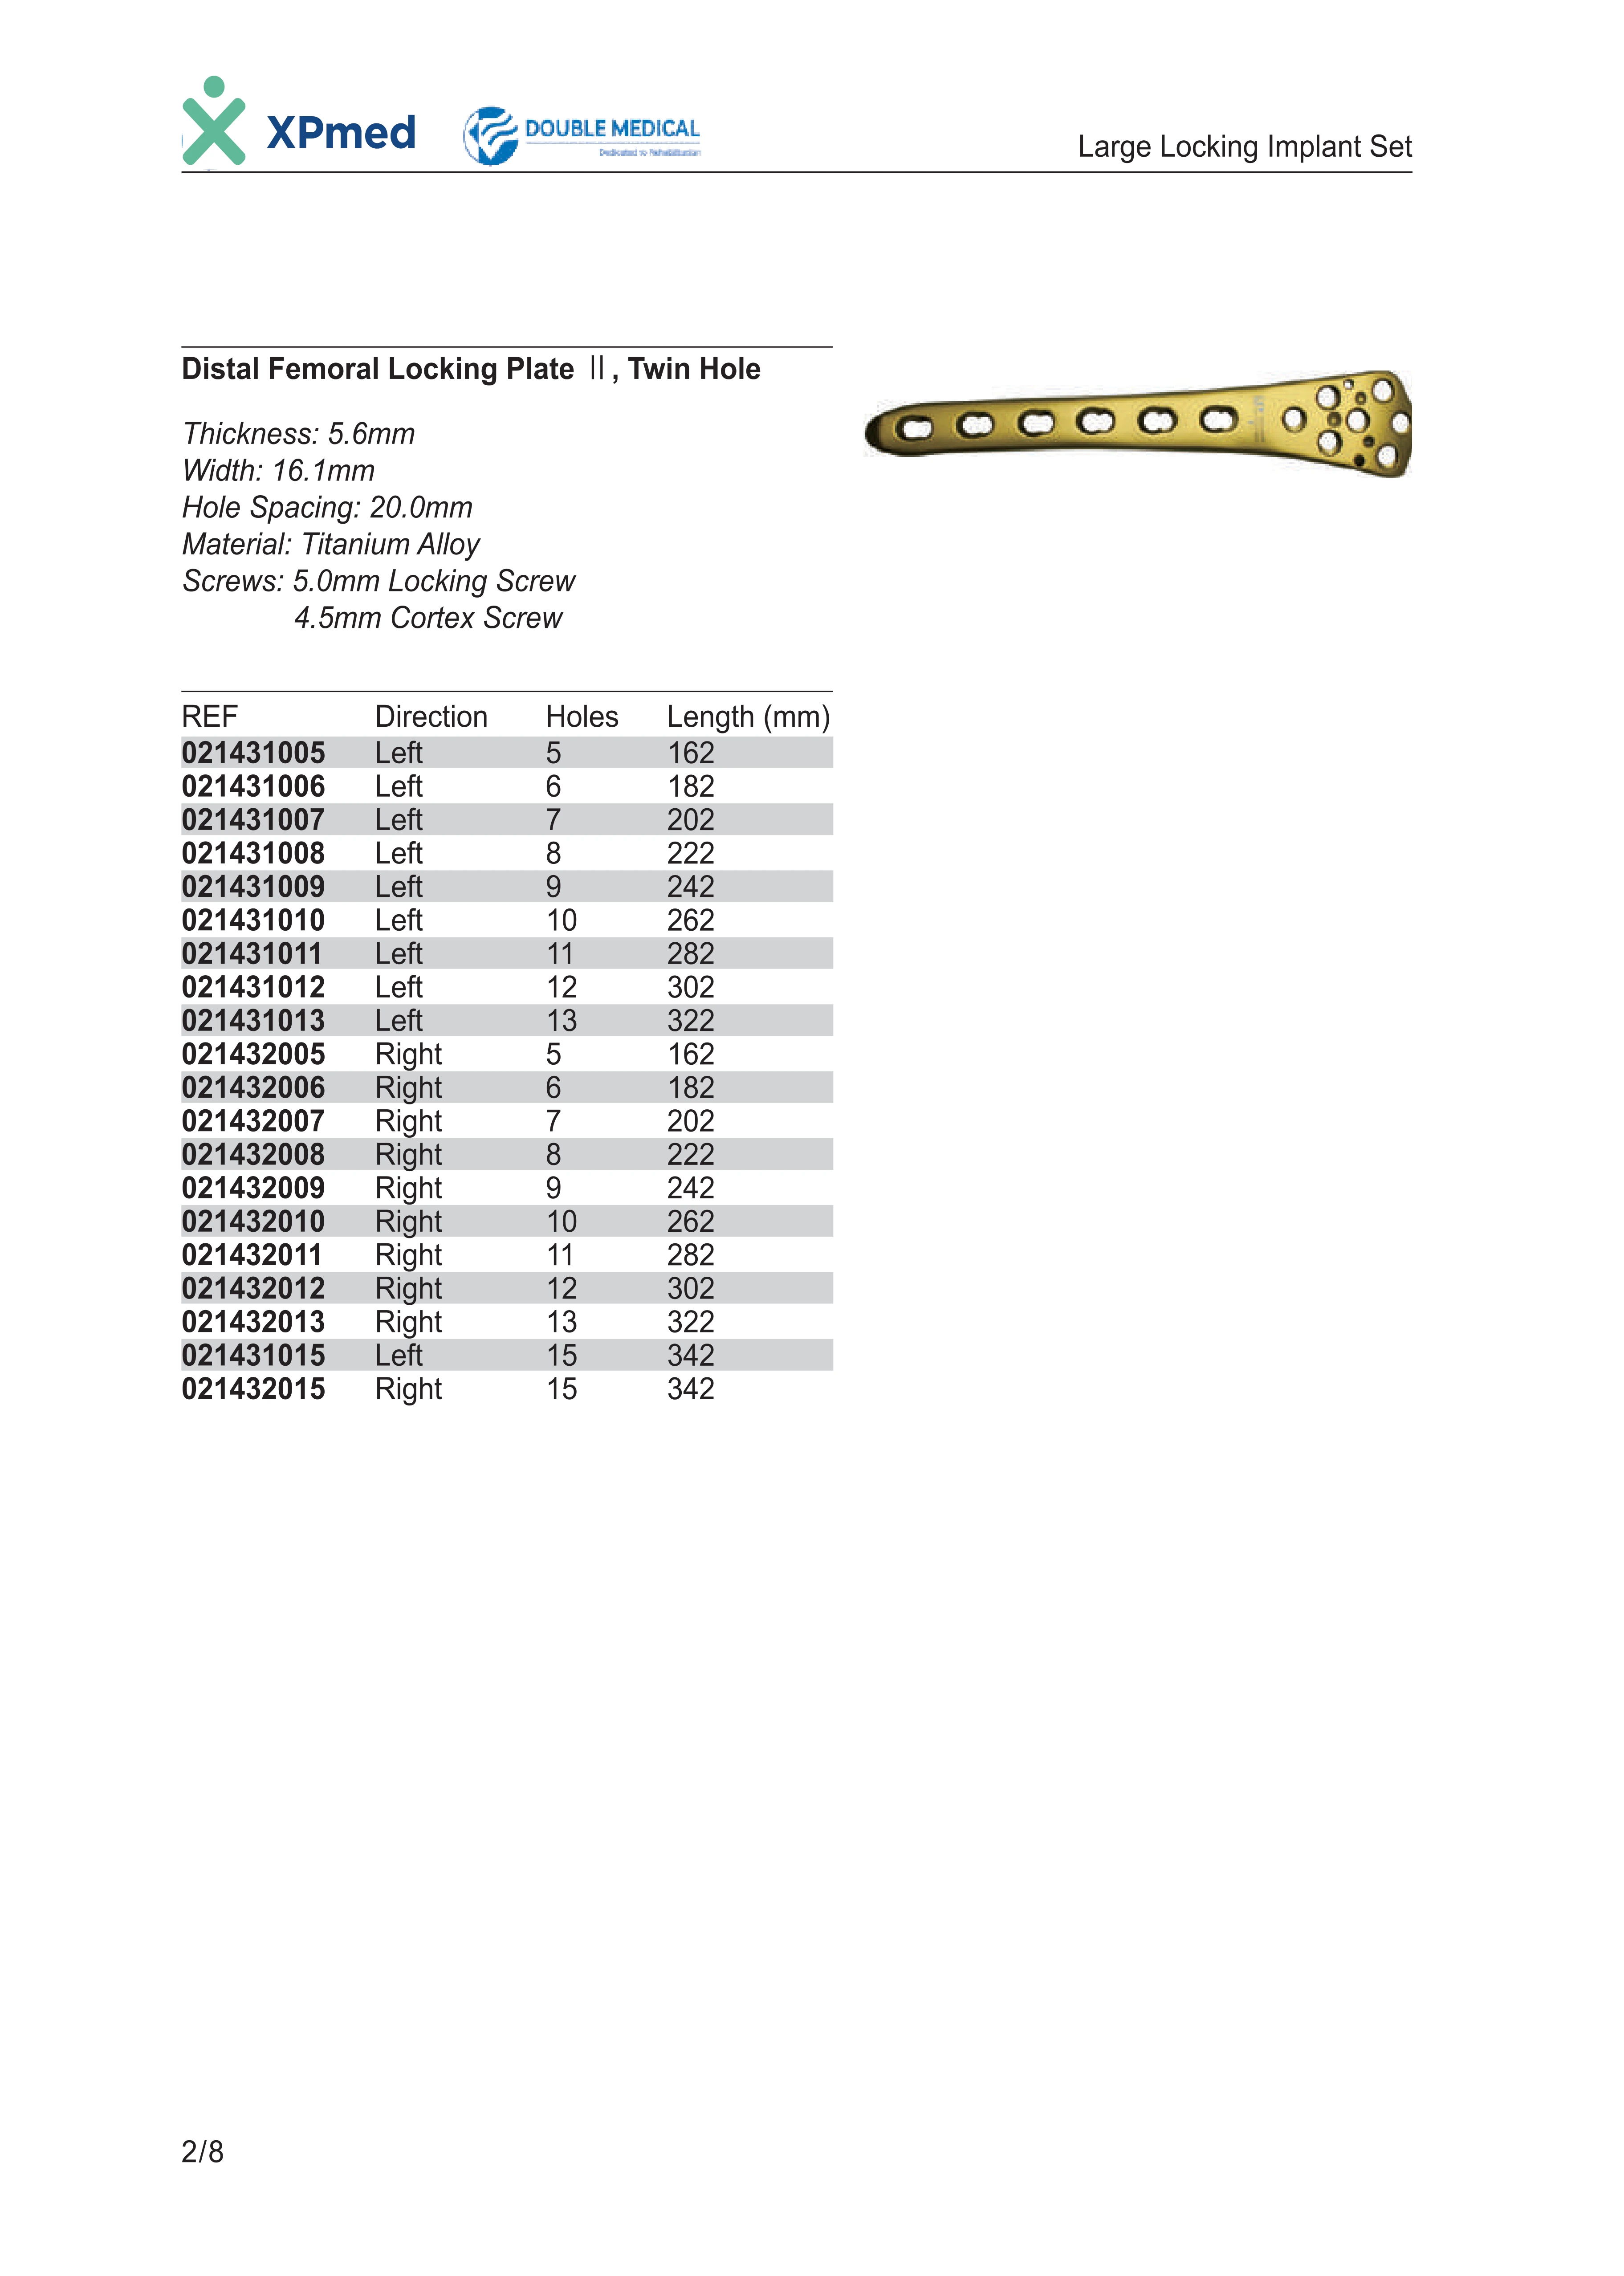 XPmed
DOUBLE MEDICAL
Dedicated to Rehabilitation
Large Locking Implant Set
Distal Femoral Locking Plate Ⅱ, Twin Hole
Thickness: 5.6mm
Width: 16.1mm
Hole Spacing: 20.0mm
Material: Titanium Alloy
Screws: 5.0mm Locking Screw
4.5mm Cortex Screw
REF Direction Holes Length (mm)
021431005 Left 5 162
021431006 Left 6 182
021431007 Left 7 202
021431008 Left 8 222
021431009 Left 9 242
021431010 Left 10 262
021431011 Left 11 282
021431012 Left 12 302
021431013 Left 13 322
021432005 Right 5 162
021432006 Right 6 182
021432007 Right 7 202
021432008 Right 8 222
021432009 Right 9 242
021432010 Right 10 262
021432011 Right 11 282
021432012 Right 12 302
021432013 Right 13 322
021431015 Left 15 342
021432015 Right 15 342
2/8